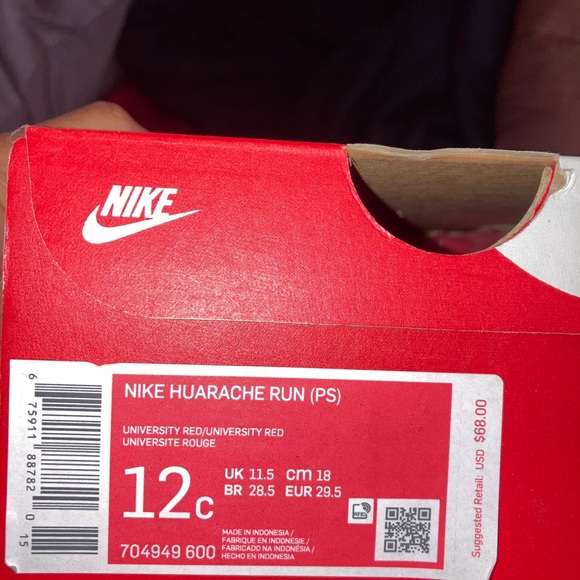 NIKE
NIKE HUARACHE RUN (PS)
UNIVERSITY RED/UNIVERSITY RED
UNIVERSITE ROUGE
12c
UK 11.5 cm 18
BR 28.5 EUR 29.5
RFID
704949 600
MADE IN INDONESIA /
FABRIQUE EN INDONESIE /
FABRICADO NA INDONÉSIA /
HECHO EN INDONESIA
6 75911 88782 0 15
Suggested Retail: USD $68.00